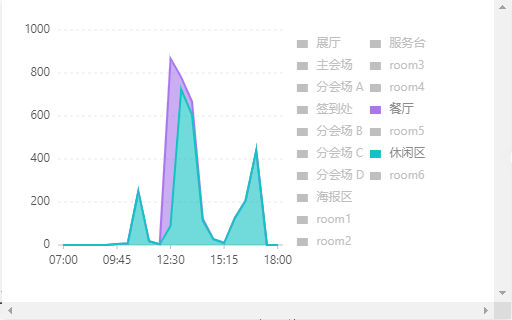 1000
800
600
400
200
0
07:00 09:45 12:30 15:15 18:00
展厅
主会场
分会场 A
签到处
分会场 B
分会场 C
分会场 D
海报区
room1
room2
服务台
room3
room4
餐厅
room5
休闲区
room6